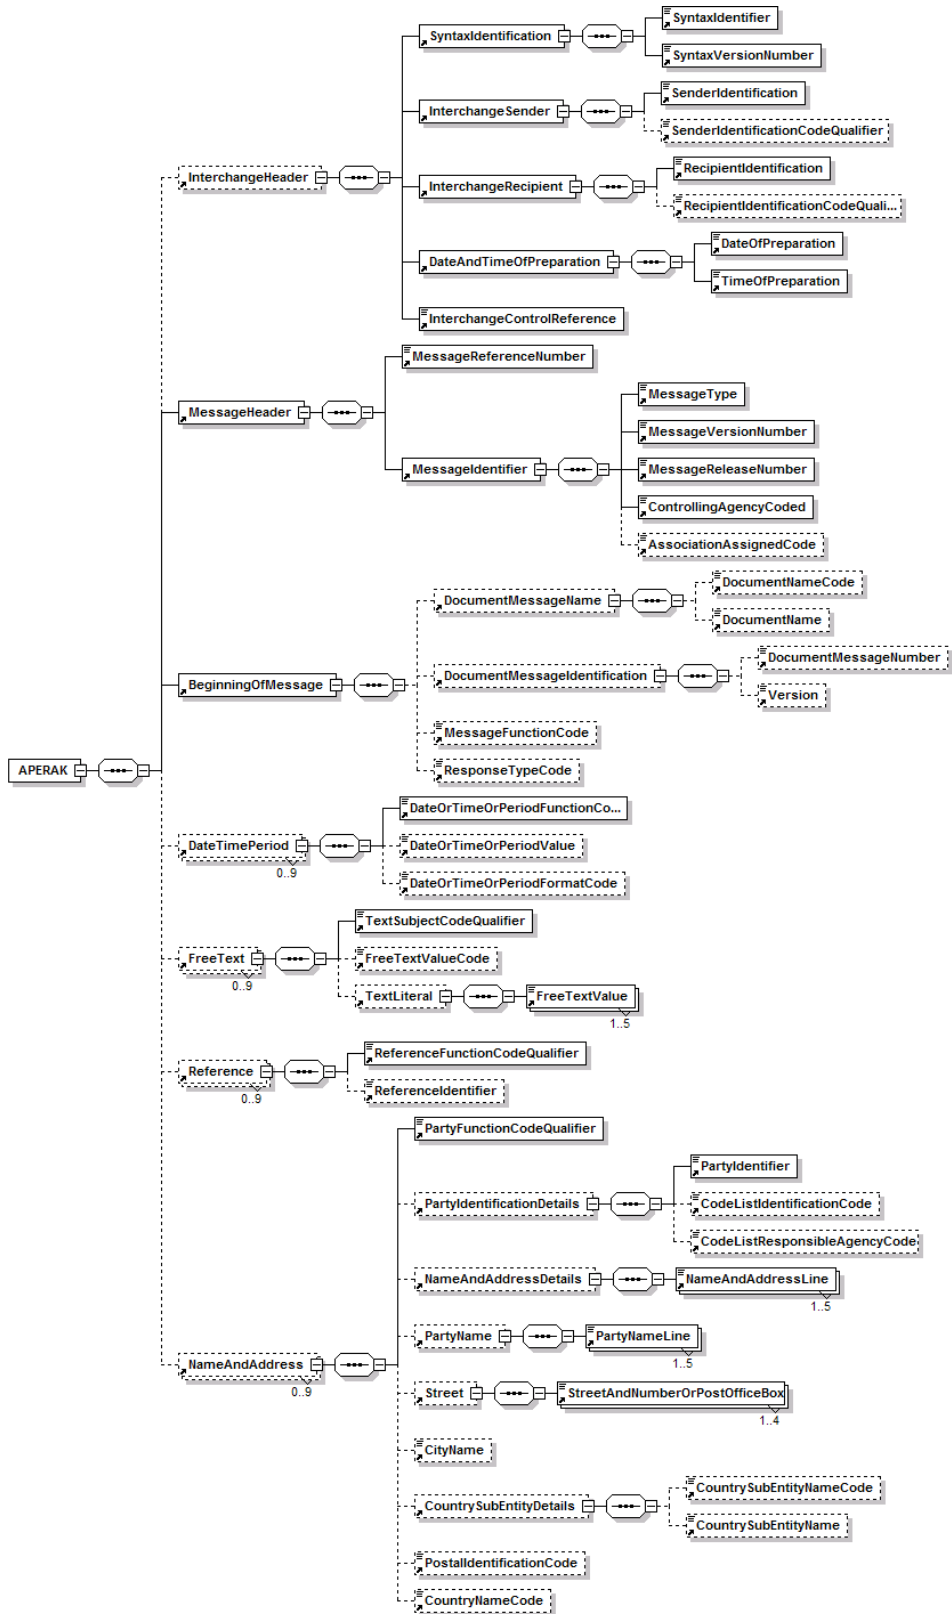 SyntaxIdentifier
SyntaxIdentification
SyntaxVersionNumber
SenderIdentification
InterchangeSender
SenderIdentificationCodeQualifier
RecipientIdentification
InterchangeHeader
InterchangeRecipient
RecipientIdentificationCodeQuali...
DateOfPreparation
DateAndTimeOfPreparation
TimeOfPreparation
InterchangeControlReference
MessageReferenceNumber
MessageType
MessageHeader
MessageVersionNumber
MessageIdentifier
MessageReleaseNumber
ControllingAgencyCoded
AssociationAssignedCode
DocumentNameCode
DocumentMessageName
DocumentName
DocumentMessageNumber
DocumentMessageIdentification
BeginningOfMessage
Version
MessageFunctionCode
ResponseTypeCode
APERAK
DateOrTimeOrPeriodFunctionCo...
DateTimePeriod
DateOrTimeOrPeriodValue
0..9
DateOrTimeOrPeriodFormatCode
TextSubjectCodeQualifier
FreeText
FreeTextValueCode
0..9
TextLiteral
FreeTextValue
1..5
ReferenceFunctionCodeQualifier
Reference
0..9
ReferenceIdentifier
PartyFunctionCodeQualifier
PartyIdentifier
PartyIdentificationDetails
CodeListIdentificationCode
CodeListResponsibleAgencyCode
NameAndAddressDetails
NameAndAddressLine
1..5
PartyName
PartyNameLine
1..5
NameAndAddress
0..9
Street
StreetAndNumberOrPostOfficeBox
1..4
CityName
CountrySubEntityNameCode
CountrySubEntityDetails
CountrySubEntityName
PostalIdentificationCode
CountryNameCode